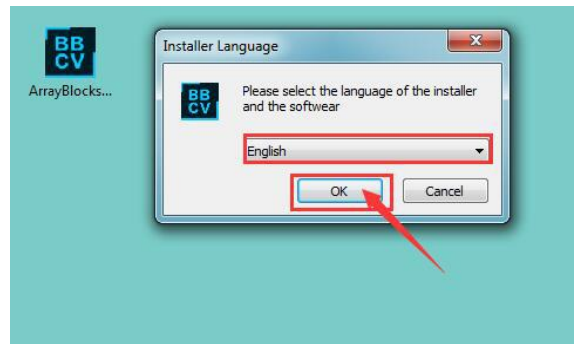 BB
CV
ArrayBlocks...
Installer Language
BB
CV
Please select the language of the installer
and the softwear
English
OK
Cancel